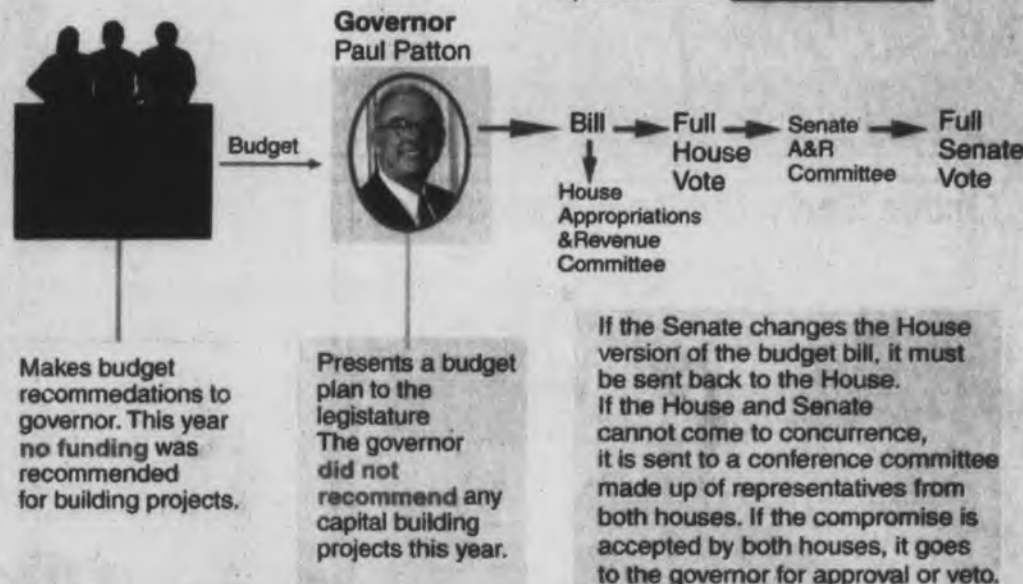 Governor
Paul Patton
Budget
Bill
Full
House
Vote
Senate
A&R
Committee
Full
Senate
Vote
House
Appropriations
&Revenue
Committee
Makes budget
recommedations to
governor. This year
no funding was
recommended
for building projects.
Presents a budget
plan to the
legistature
The governor
did not
recommend any
capital building
projects this year.
If the Senate changes the House
version of the budget bill, it must
be sent back to the House.
If the House and Senate
cannot come to concurrence,
it is sent to a conference committee
made up of representatives from
both houses. If the compromise is
accepted by both houses, it goes
to the governor for approval or veto.